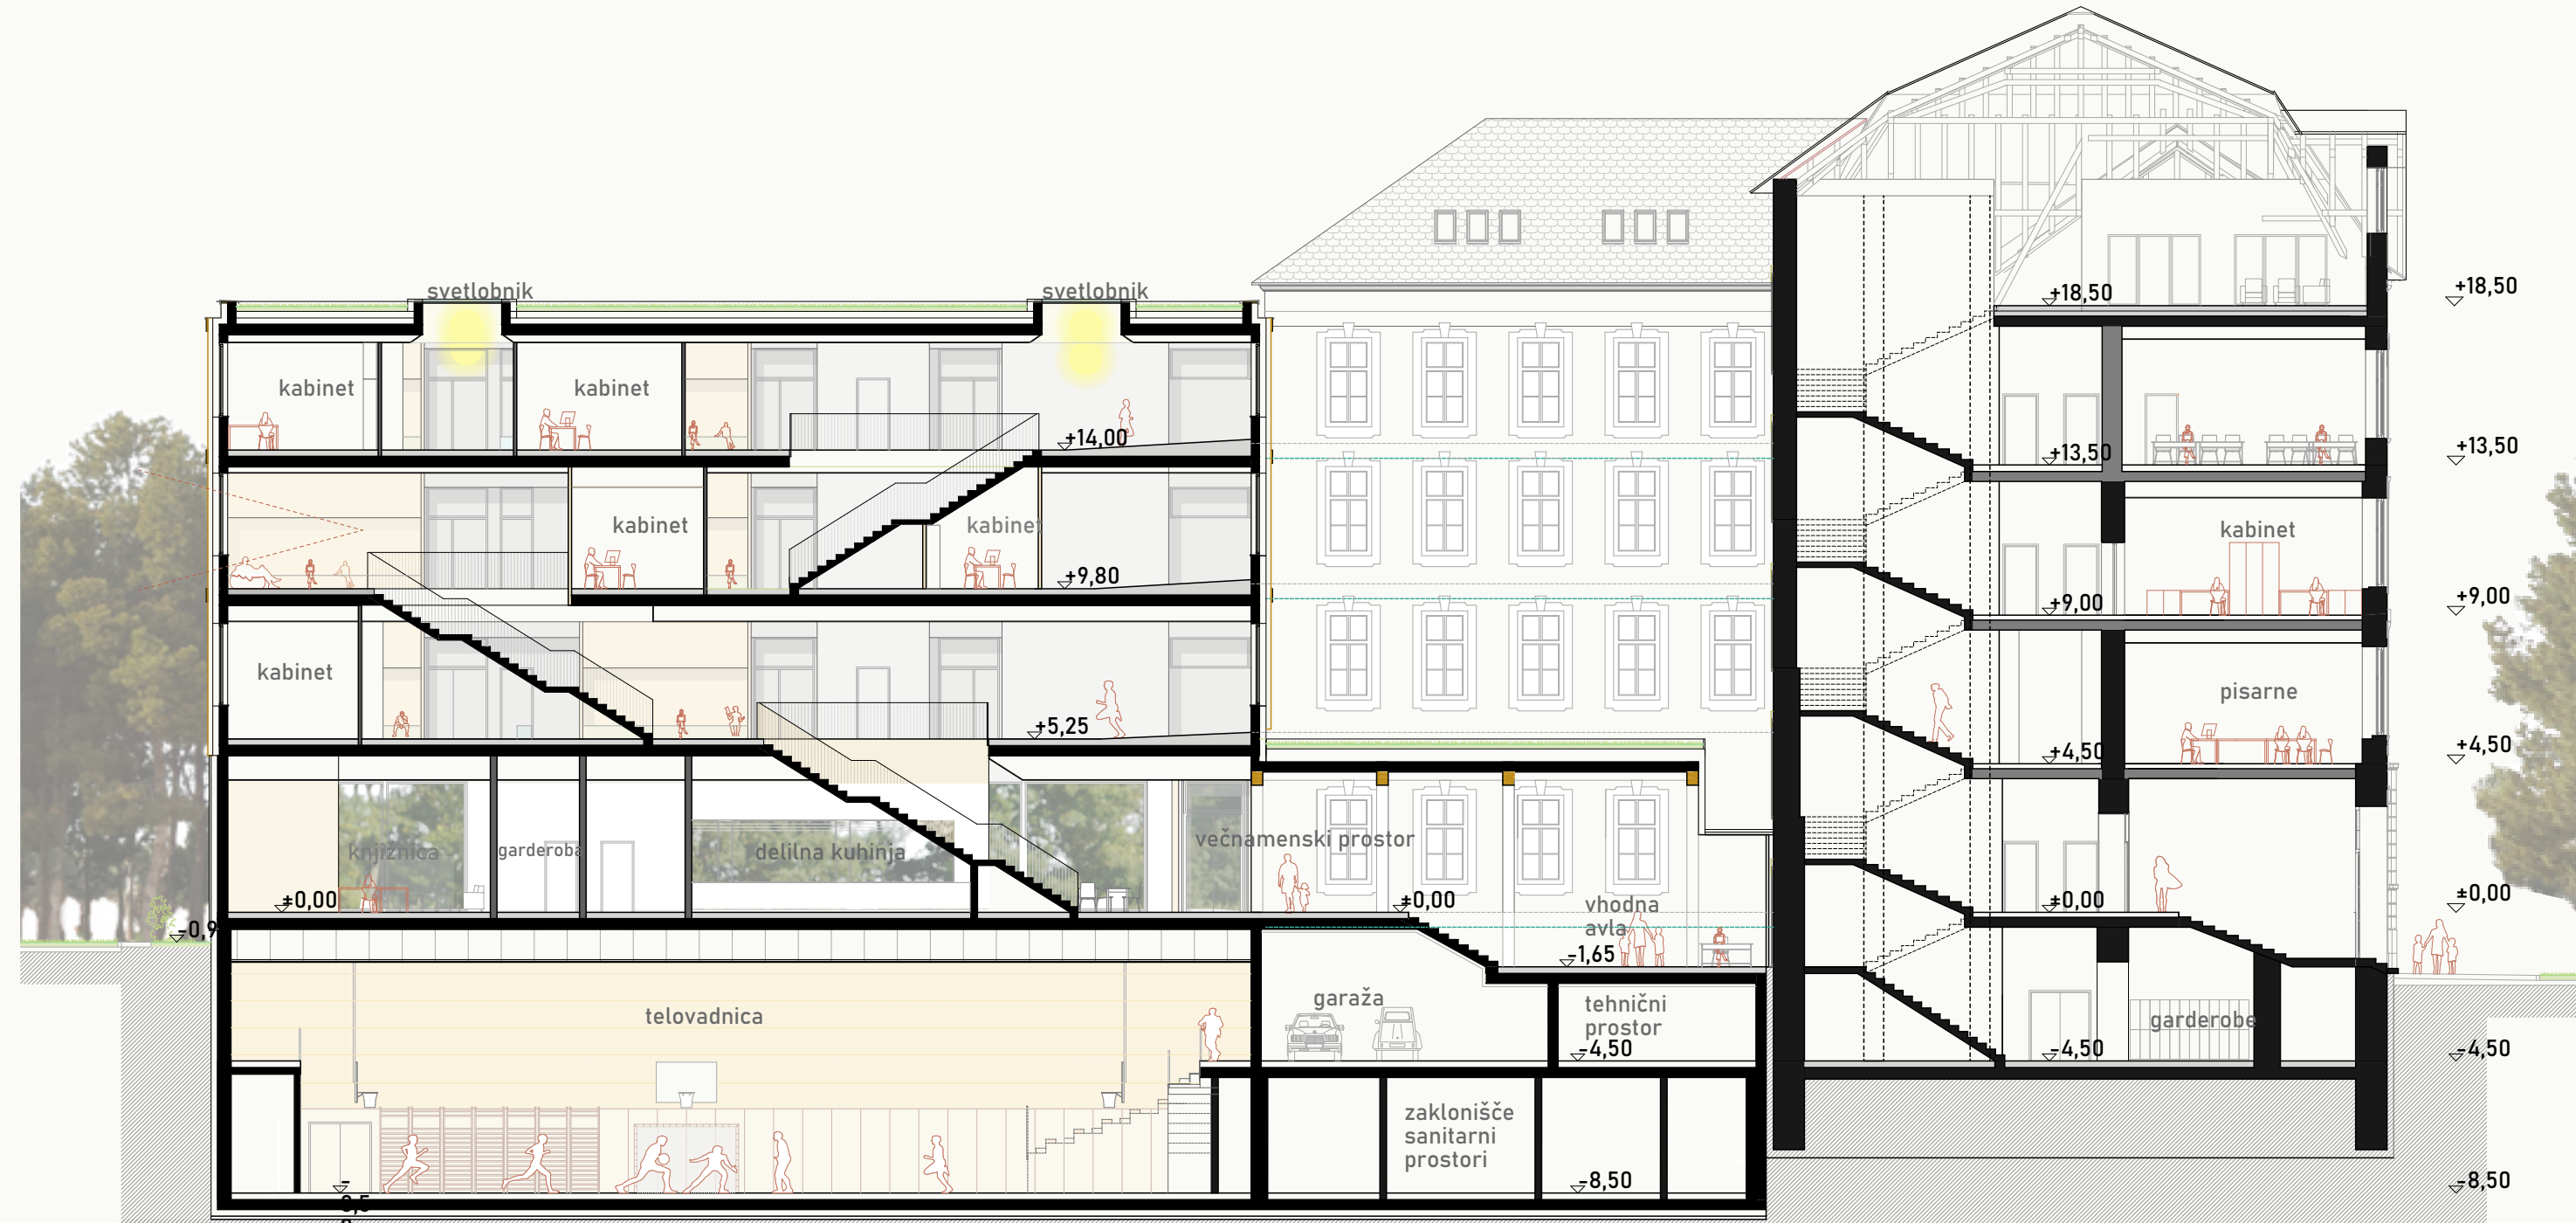 svetlobnik
svetlobnik
+18,50
+18,50
kabinet
kabinet
+14,00
+13,50
+13,50
kabinet
kabinet
kabinet
+9,80
+9,00
+9,00
kabinet
pisarne
+5,25
+4,50
+4,50
knjižnica
garderoba
delilna kuhinja
večnamenski prostor
±0,00
±0,00
±0,00
±0,00
vhodna
avla
-0,9
-1,65
telovadnica
garaža
tehnični
prostor
-4,50
garderobe
-4,50
-4,50
zaklonišče
sanitarni
prostori
-8,50
-8,50